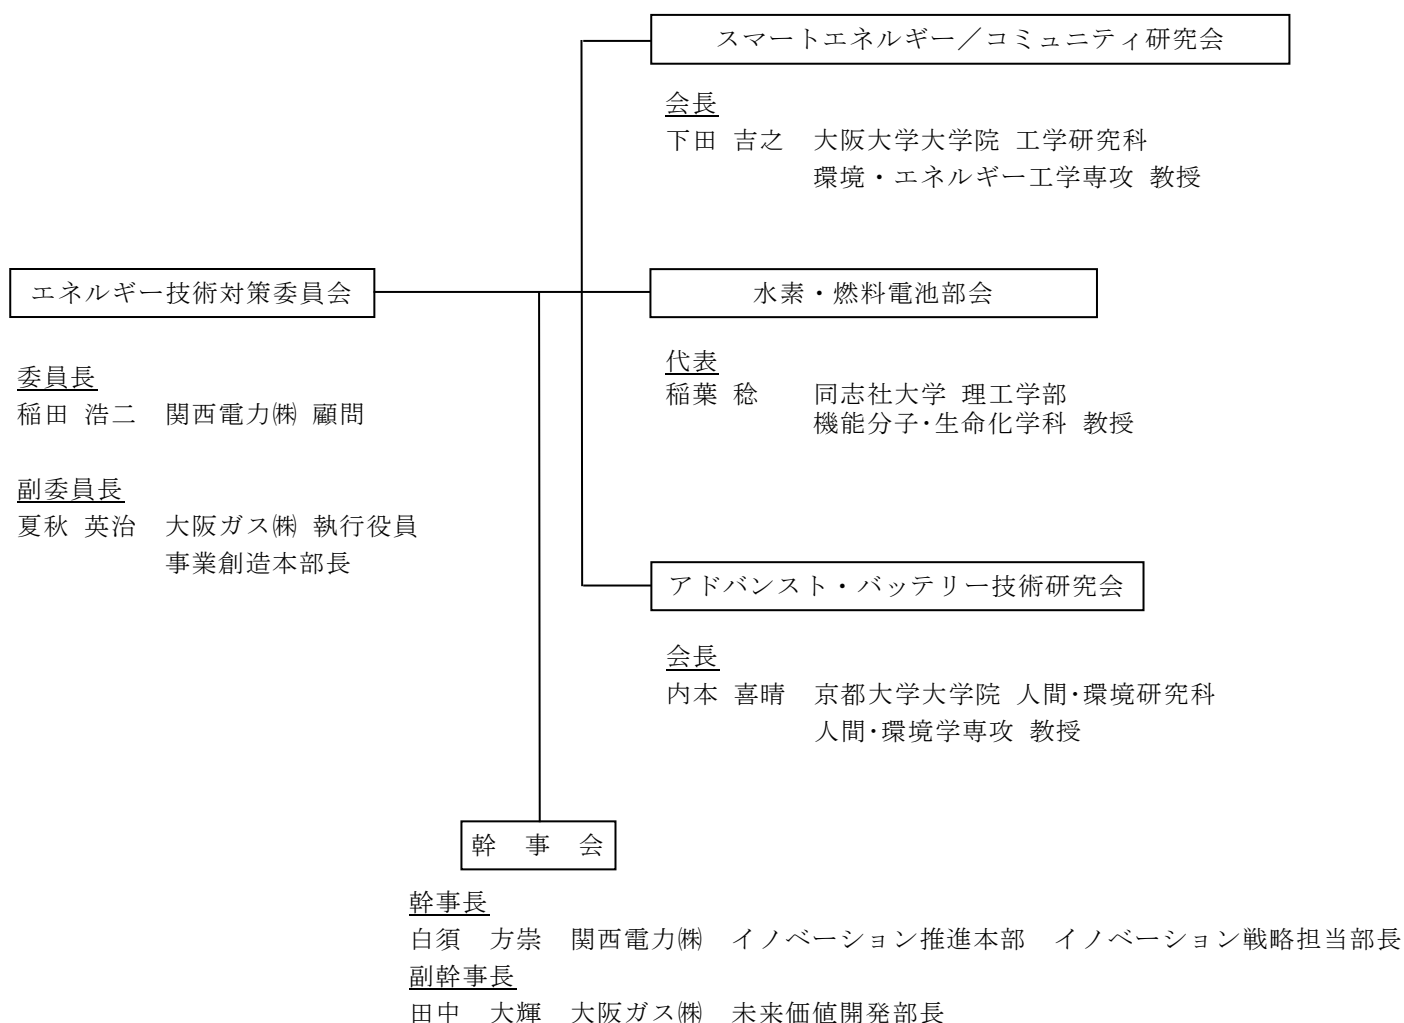 スマートエネルギー／コミュニティ研究会
会長
下田 吉之　大阪大学大学院 工学研究科
環境・エネルギー工学専攻 教授
エネルギー技術対策委員会
委員長
稲田 浩二　関西電力㈱ 顧問
副委員長
夏秋 英治　大阪ガス㈱ 執行役員
事業創造本部長
水素・燃料電池部会
代表
稲葉 稔　同志社大学 理工学部
機能分子･生命化学科 教授
アドバンスト・バッテリー技術研究会
会長
内本 喜晴　京都大学大学院 人間･環境研究科
人間･環境学専攻 教授
幹　事　会
幹事長
白須　方崇　関西電力㈱　イノベーション推進本部　イノベーション戦略担当部長
副幹事長
田中　大輝　大阪ガス㈱　未来価値開発部長